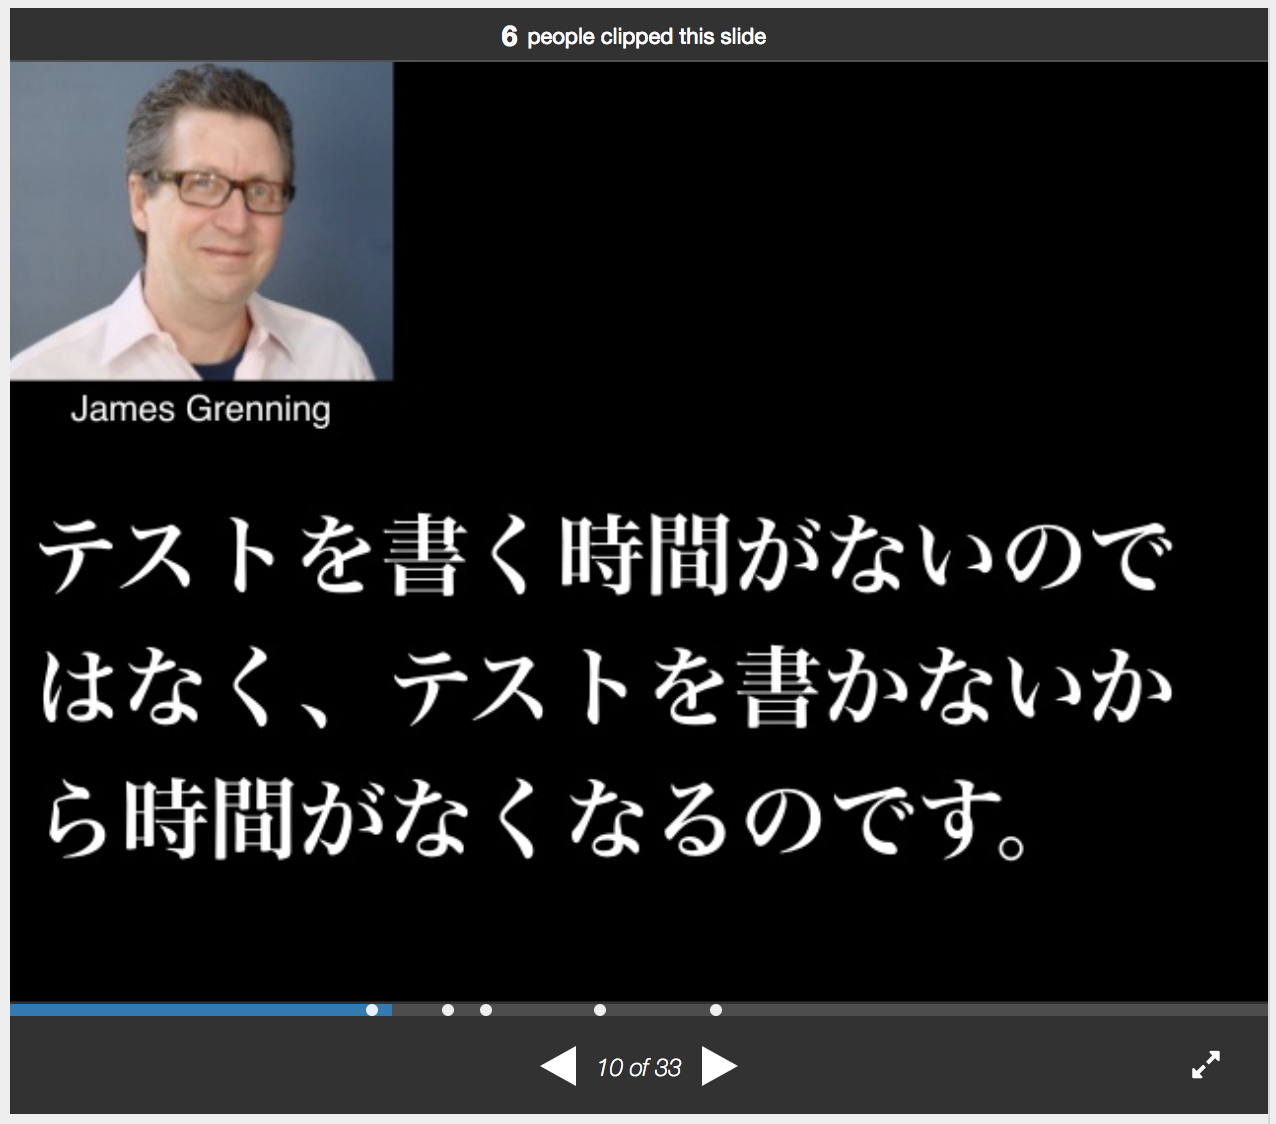 6 people clipped this slide
James Grenning
テストを書く時間がないので
はなく、テストを書かないか
ら時間がなくなるのです。
10 of 33